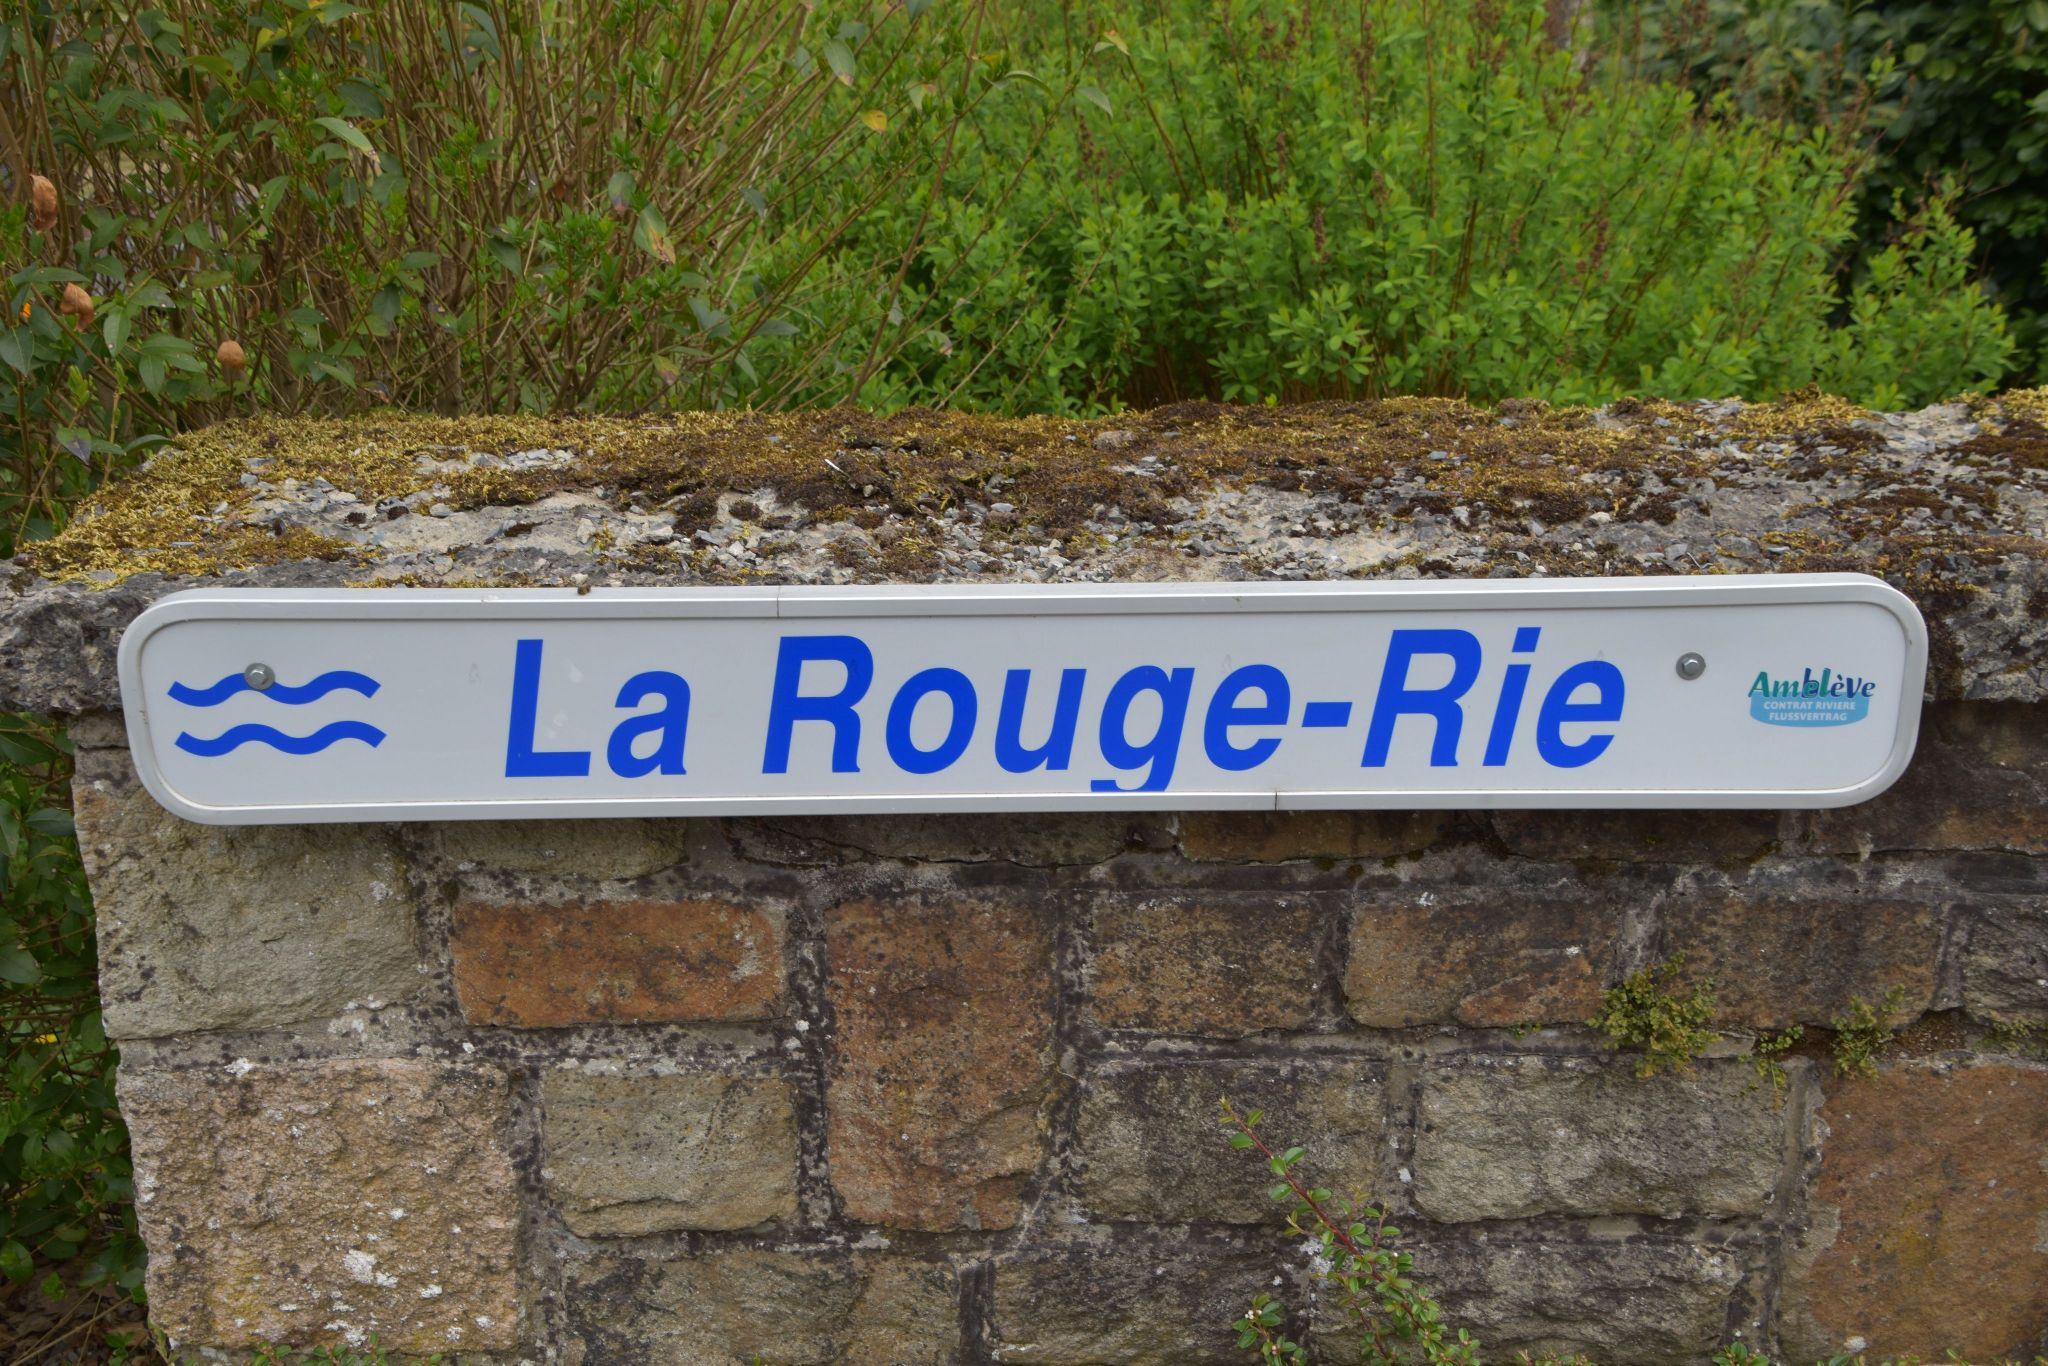 La Rouge-Rie
Amblève
CONTRAT RIVIERE
FLUSSVERTRAG